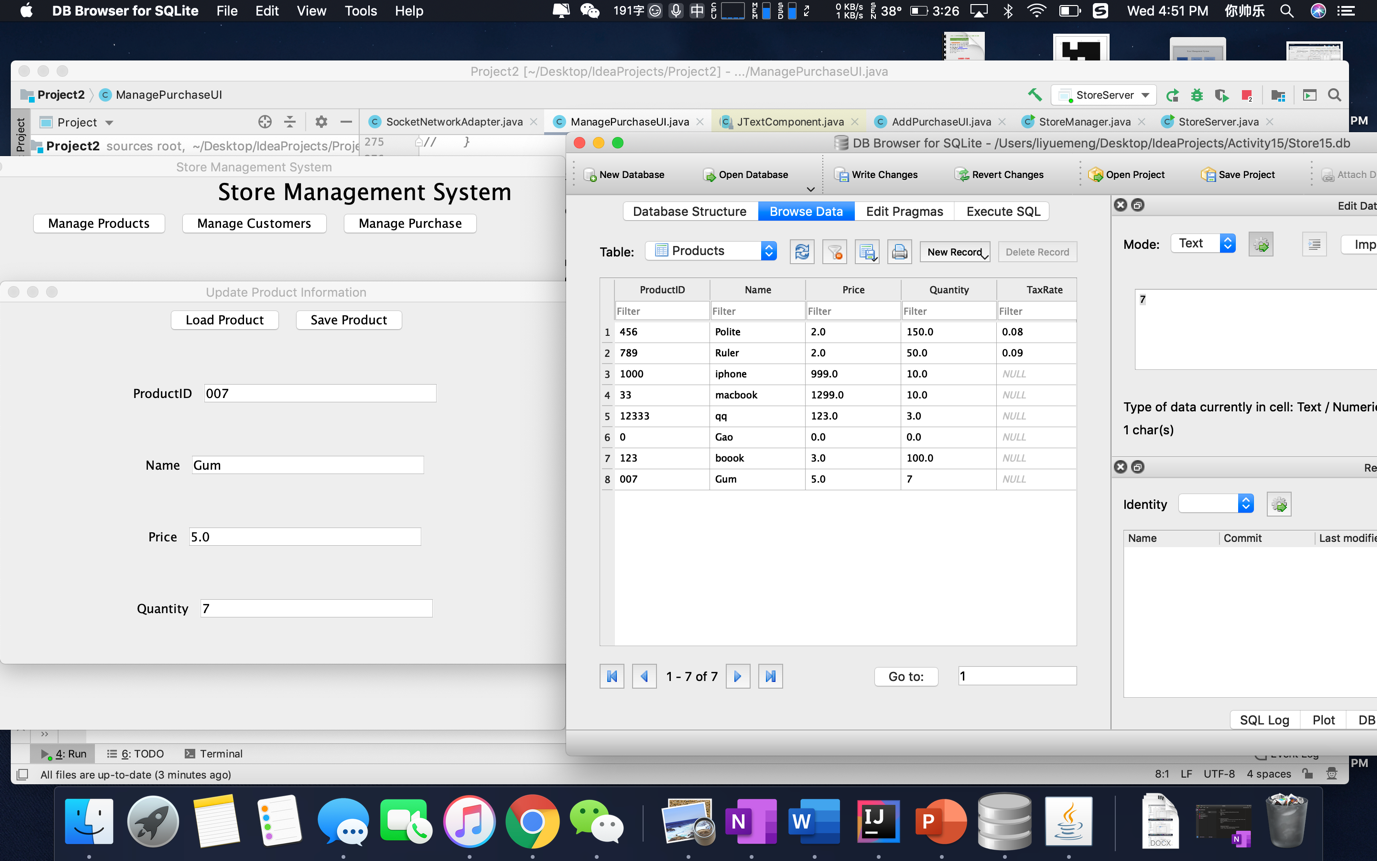 DB Browser for SQLite File Edit View Tools Help 191字 中 0 KB/s 1 KB/s 38° 3:26 Wed 4:51 PM 你帅乐
Project2 [~/Desktop/IdeaProjects/Project2] - .../ManagePurchaseUI.java
Project2 ManagePurchaseUI StoreServer
Project Project SocketNetworkAdapter.java ManagePurchaseUI.java JTextComponent.java AddPurchaseUI.java StoreManager.java StoreServer.java PM
Project2 sources root, ~/Desktop/IdeaProjects/Proje 275 // }
Store Management System
Store Management System
Manage Products Manage Customers Manage Purchase
Update Product Information
Load Product Save Product
ProductID 007
Name Gum
Price 5.0
Quantity 7
DB Browser for SQLite - /Users/liyuemeng/Desktop/IdeaProjects/Activity15/Store15.db
New Database Open Database Write Changes Revert Changes Open Project Save Project Attach D
Database Structure Browse Data Edit Pragmas Execute SQL
Table: Products New Record Delete Record
ProductID Name Price Quantity TaxRate
Filter Filter Filter Filter Filter
1 456 Polite 2.0 150.0 0.08
2 789 Ruler 2.0 50.0 0.09
3 1000 iphone 999.0 10.0 NULL
4 33 macbook 1299.0 10.0 NULL
5 12333 qq 123.0 3.0 NULL
6 0 Gao 0.0 0.0 NULL
7 123 boook 3.0 100.0 NULL
8 007 Gum 5.0 7 NULL
1 - 7 of 7 Go to: 1
Edit Dat
Mode: Text Imp
7
Type of data currently in cell: Text / Numeri
1 char(s)
Re
Identity
Name Commit Last modifie
SQL Log Plot DB
4: Run 6: TODO Terminal Event Log PM
All files are up-to-date (3 minutes ago) 8:1 LF UTF-8 4 spaces
N W IJ P DOCX N